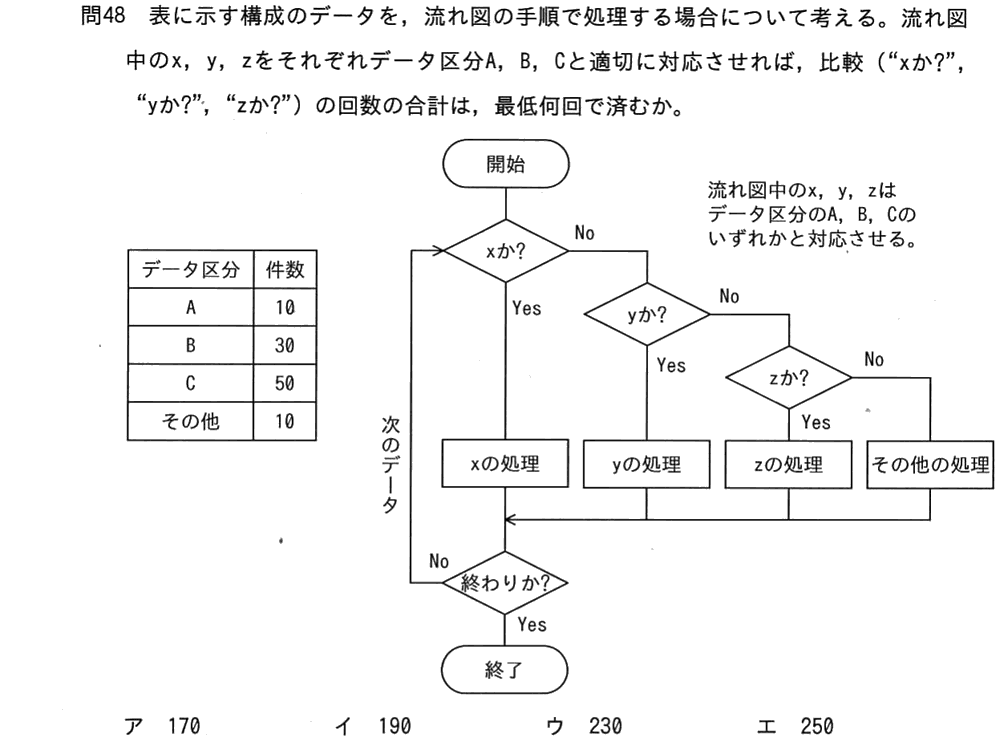 問48 表に示す構成のデータを，流れ図の手順で処理する場合について考える。流れ図
中のx，y，zをそれぞれデータ区分A，B，Cと適切に対応させれば，比較（“xか?”，
“yか?”，“zか?”）の回数の合計は，最低何回で済むか。
開始
流れ図中のx，y，zは
データ区分のA，B，Cの
いずれかと対応させる。
xか?
No
Yes
yか?
No
Yes
zか?
No
Yes
データ区分 件数
A 10
B 30
C 50
その他 10
次のデータ
xの処理
yの処理
zの処理
その他の処理
No
終わりか?
Yes
終了
ア 170 イ 190 ウ 230 エ 250